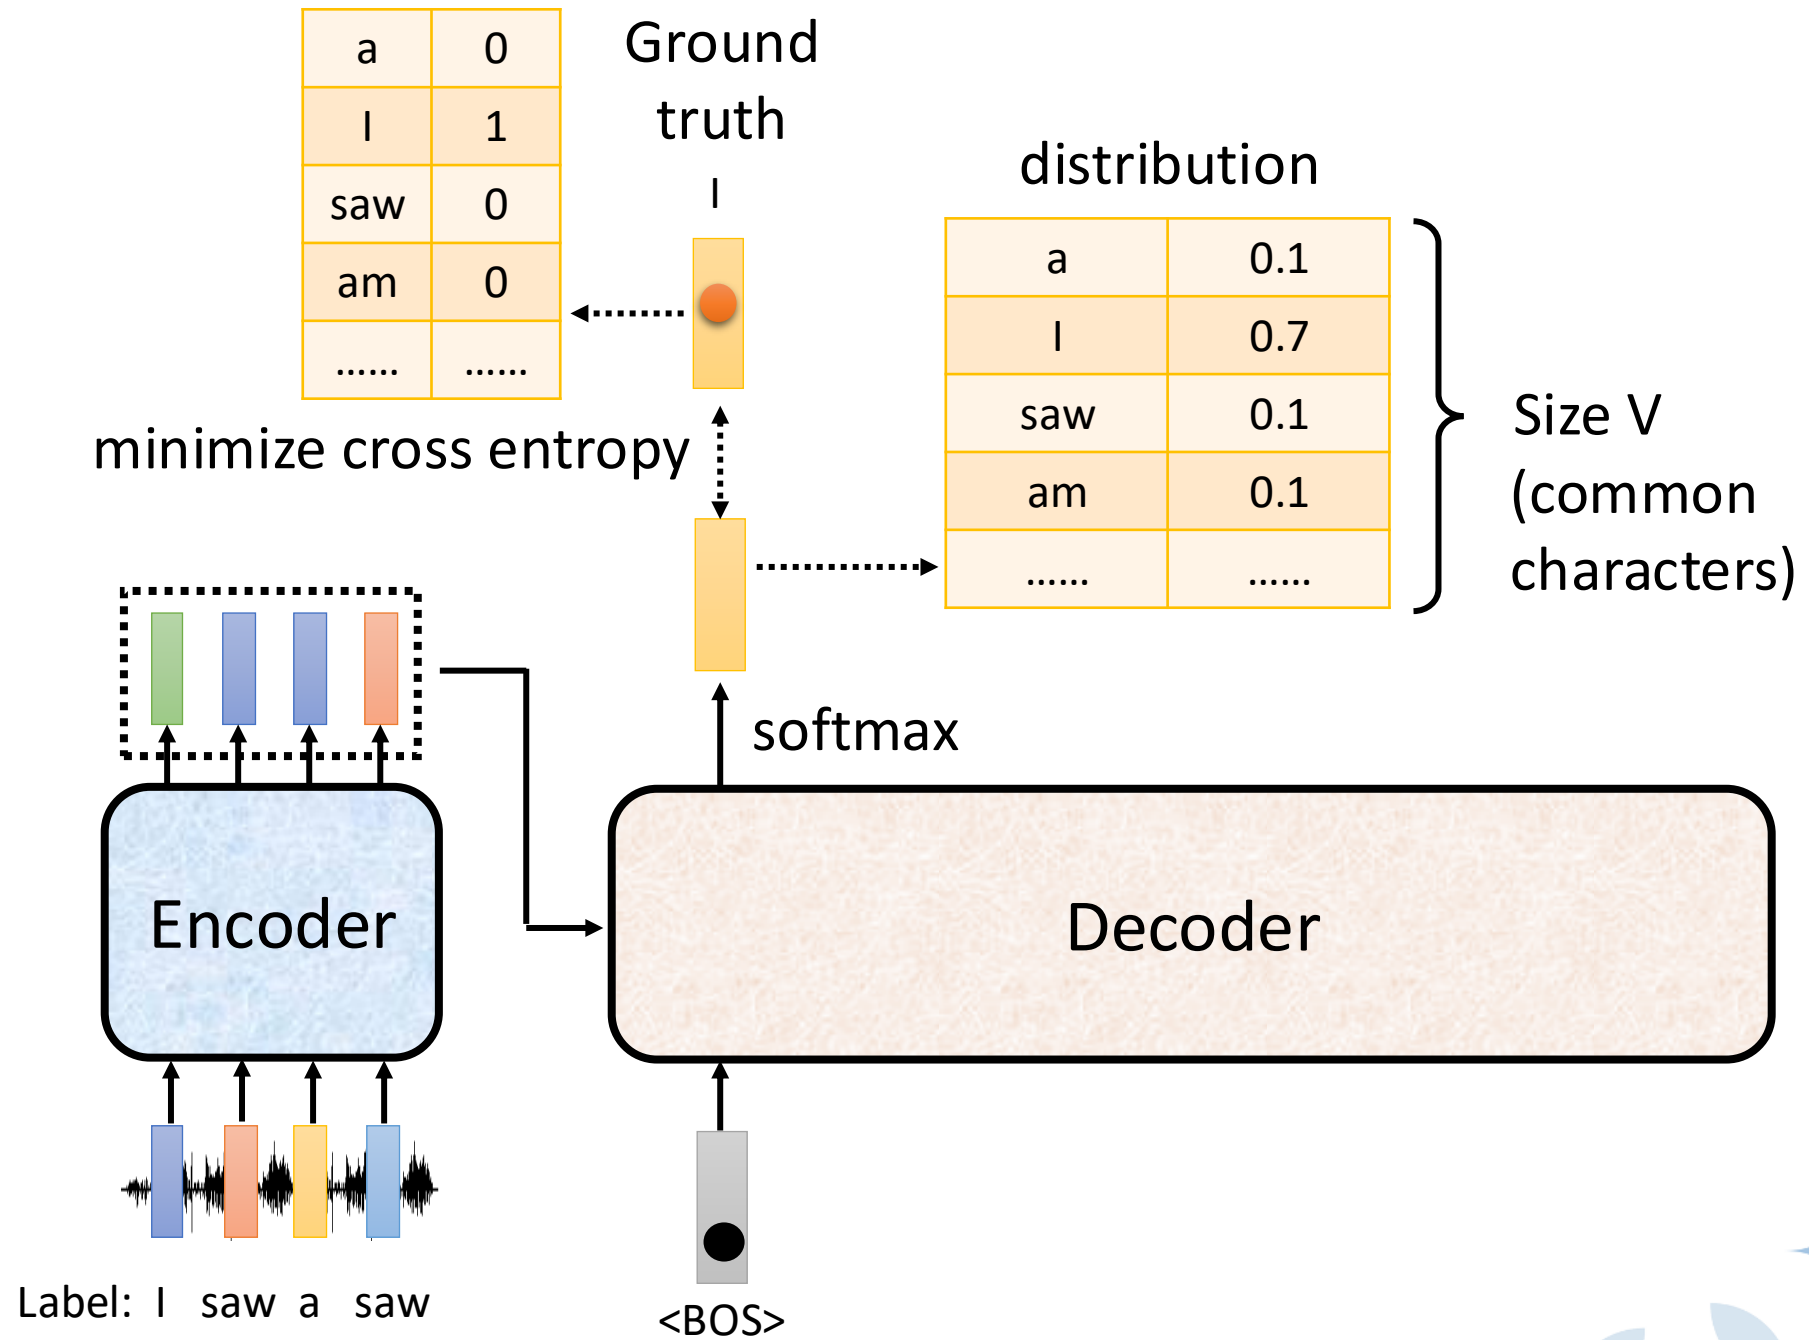 a 0
I 1
saw 0
am 0
...... ......
Ground
truth
I
distribution
a 0.1
I 0.7
saw 0.1
am 0.1
...... ......
Size V
(common
characters)
minimize cross entropy
softmax
Encoder
Decoder
Label: I saw a saw
<BOS>